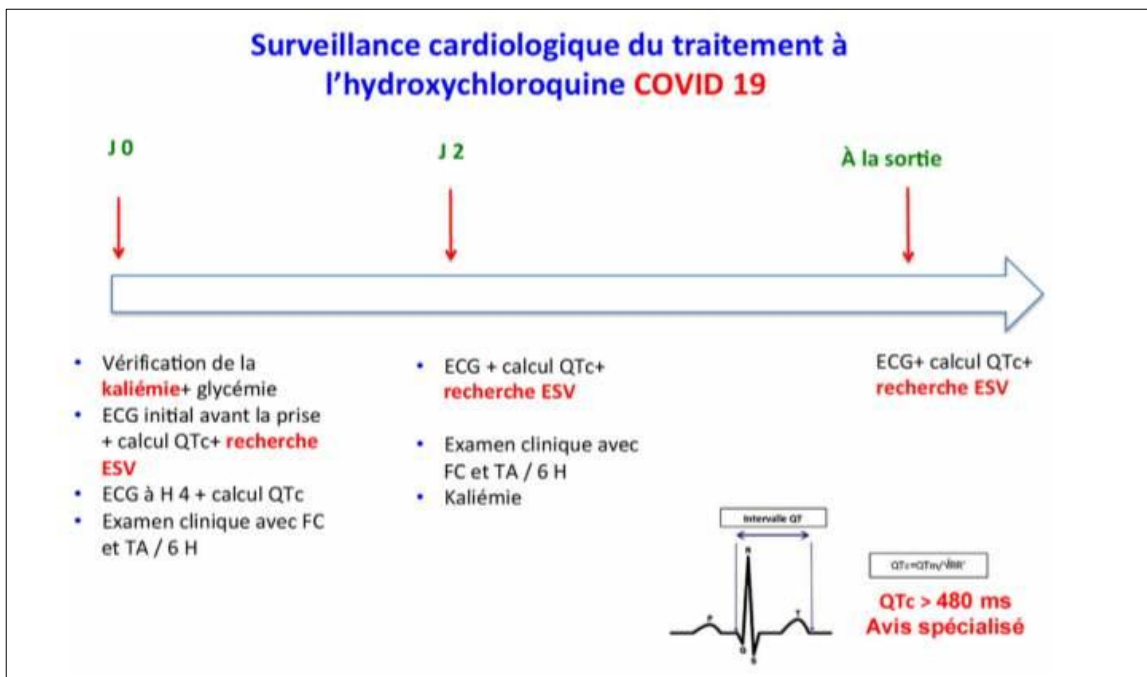 Surveillance cardiologique du traitement à
l'hydroxychloroquine COVID 19
J 0
J 2
À la sortie
• Vérification de la
kaliémie+ glycémie
• ECG initial avant la prise
+ calcul QTc+ recherche
ESV
• ECG à H 4 + calcul QTc
• Examen clinique avec FC
et TA / 6 H
• ECG + calcul QTc+
recherche ESV
• Examen clinique avec
FC et TA / 6 H
• Kaliémie
ECG+ calcul QTc+
recherche ESV
Intervalle QT
R
P
T
Q
S
QTc=QTm/√RR'
QTc > 480 ms
Avis spécialisé